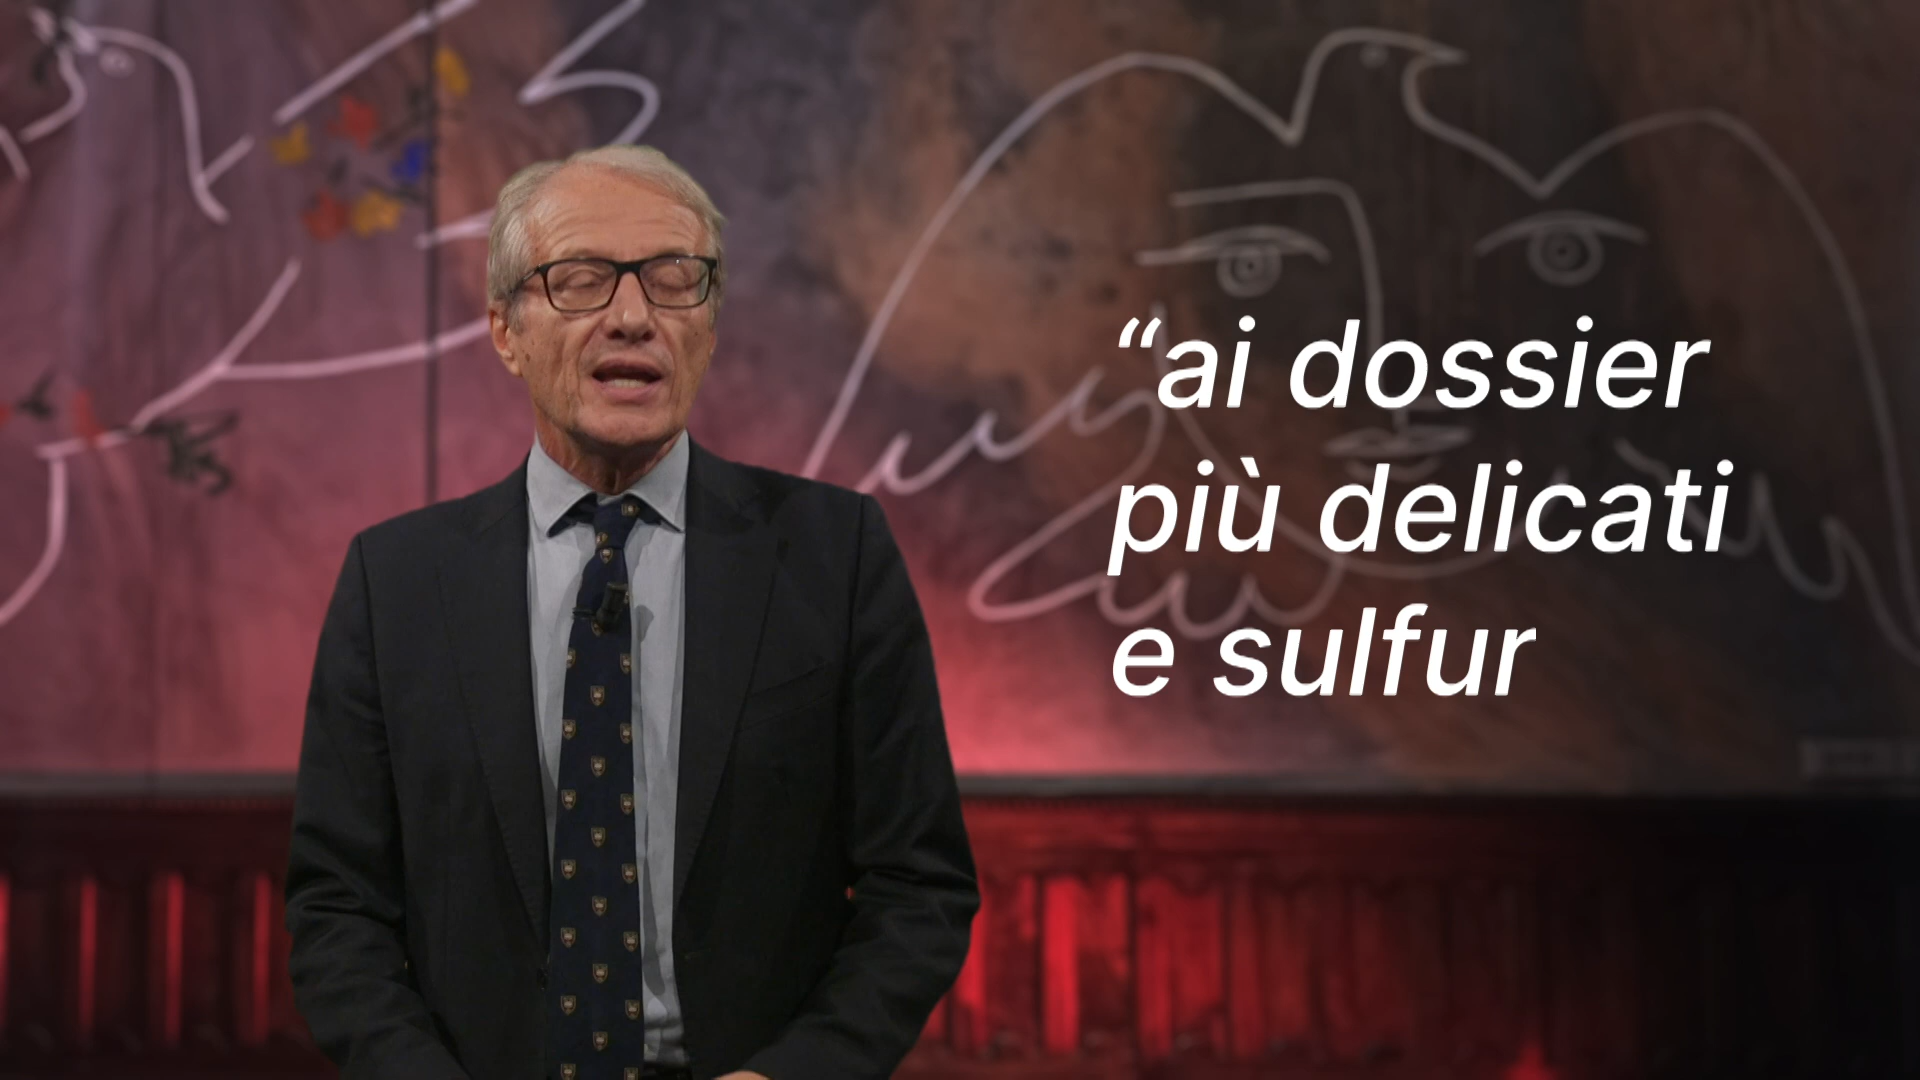 “ai dossier
più delicati
e sulfur